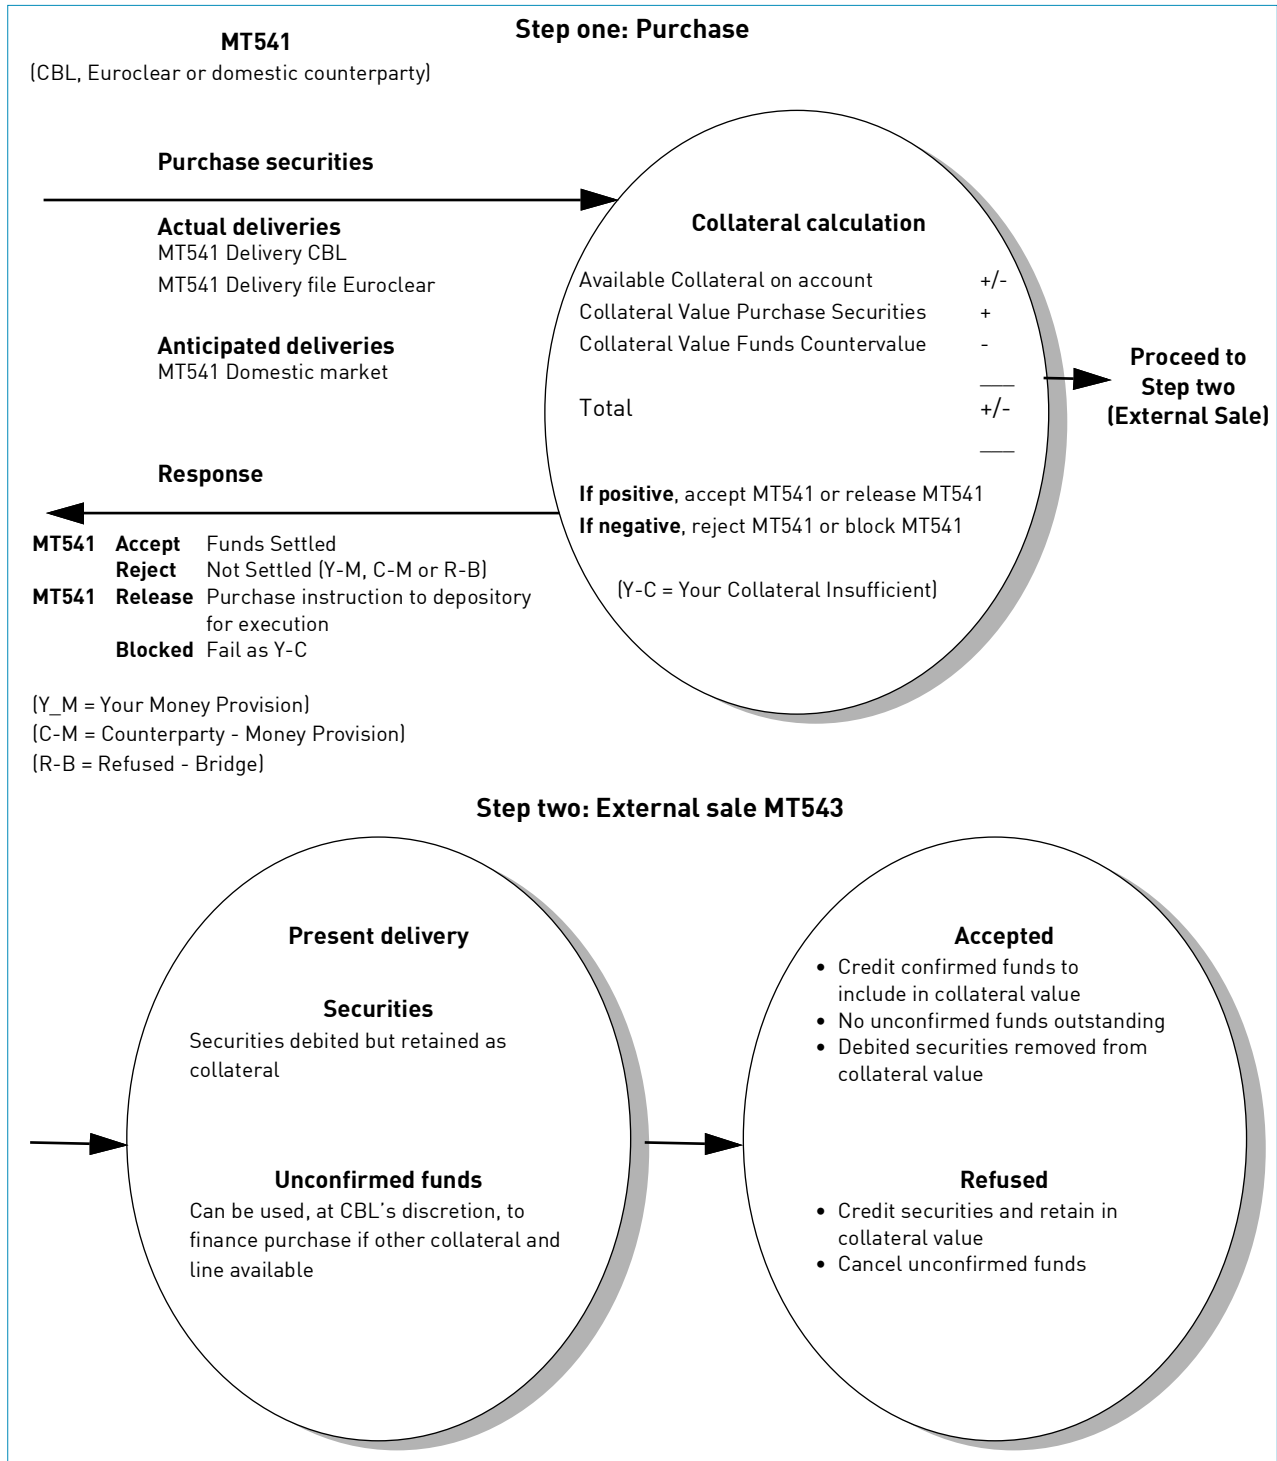 Step one: Purchase
MT541
(CBL, Euroclear or domestic counterparty)
Purchase securities
Actual deliveries
MT541 Delivery CBL
MT541 Delivery file Euroclear
Anticipated deliveries
MT541 Domestic market
Collateral calculation
Available Collateral on account +/-
Collateral Value Purchase Securities +
Collateral Value Funds Countervalue -
Total +/-
If positive, accept MT541 or release MT541
If negative, reject MT541 or block MT541
(Y-C = Your Collateral Insufficient)
Proceed to
Step two
(External Sale)
Response
MT541 Accept Funds Settled
Reject Not Settled (Y-M, C-M or R-B)
MT541 Release Purchase instruction to depository
for execution
Blocked Fail as Y-C
(Y_M = Your Money Provision)
(C-M = Counterparty - Money Provision)
(R-B = Refused - Bridge)
Step two: External sale MT543
Present delivery
Securities
Securities debited but retained as
collateral
Unconfirmed funds
Can be used, at CBL's discretion, to
finance purchase if other collateral and
line available
Accepted
• Credit confirmed funds to
include in collateral value
• No unconfirmed funds outstanding
• Debited securities removed from
collateral value
Refused
• Credit securities and retain in
collateral value
• Cancel unconfirmed funds